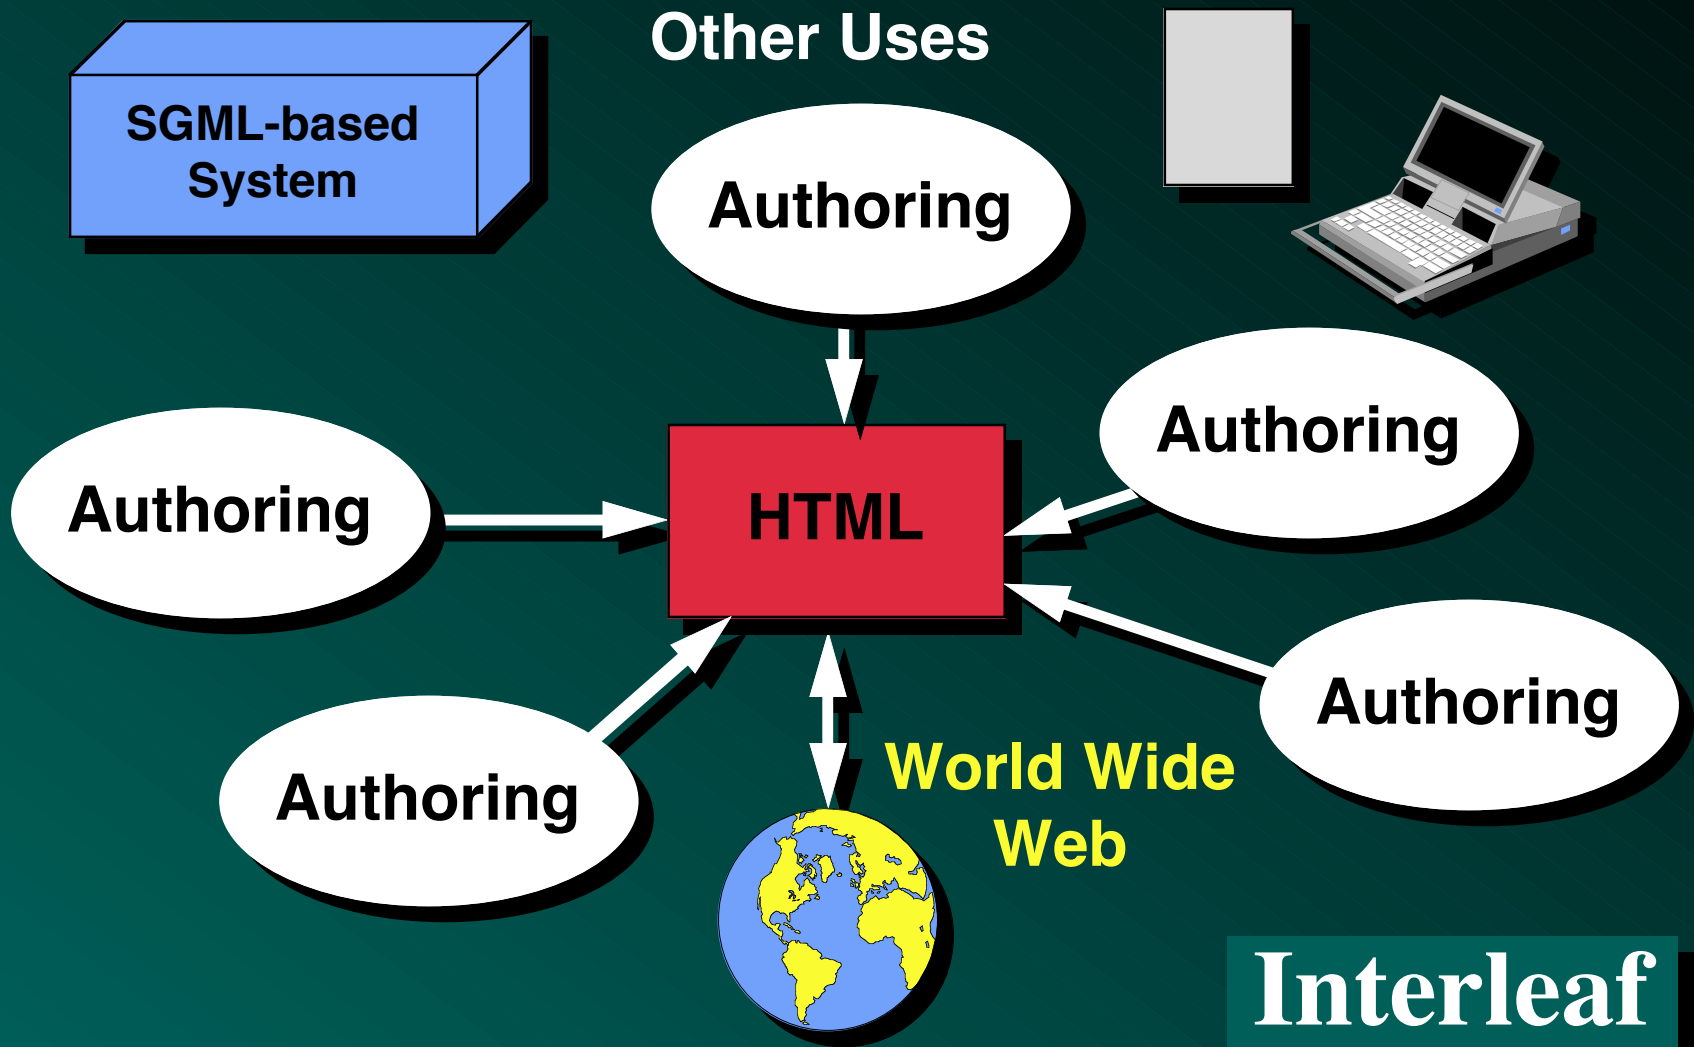 Other Uses
SGML-based
System
Authoring
Authoring
Authoring
HTML
Authoring
Authoring
World Wide
Web
Interleaf